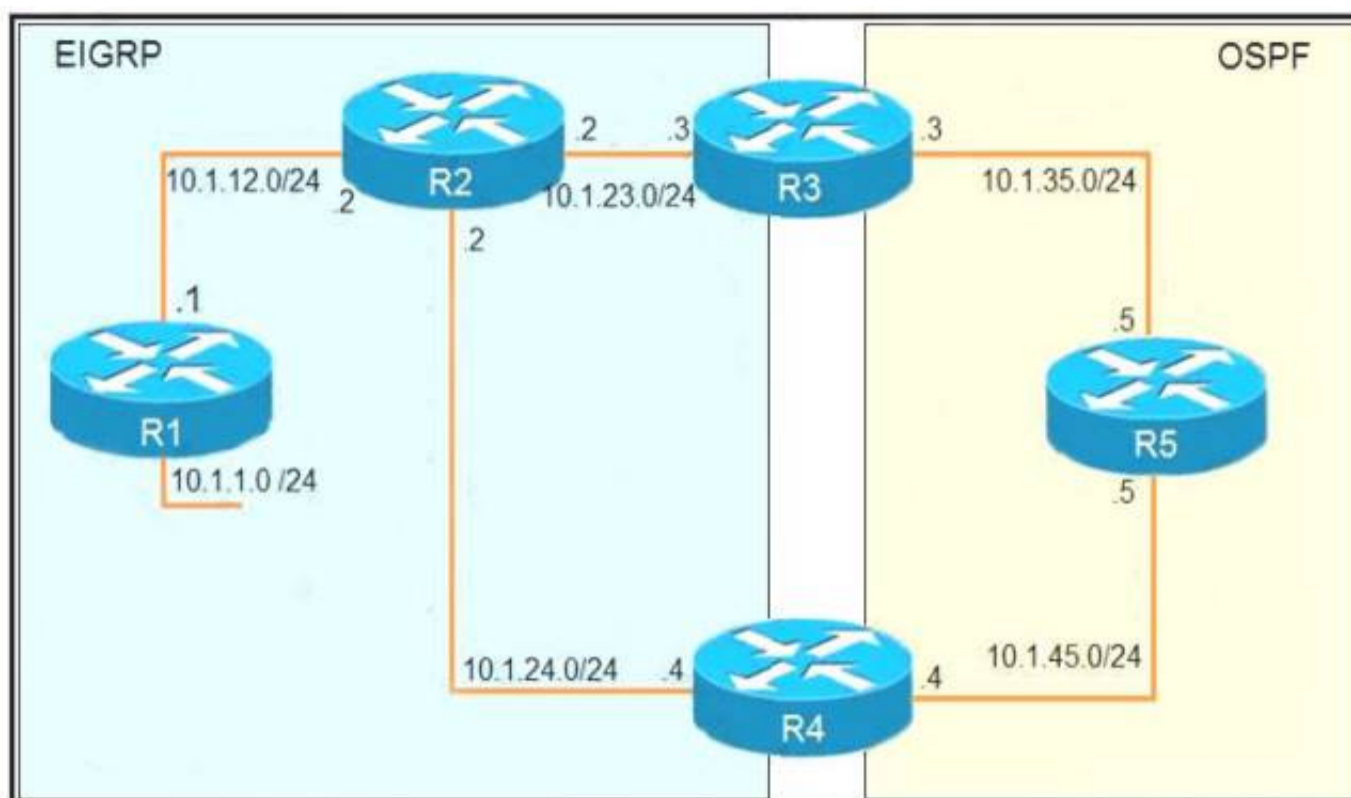 EIGRP
OSPF
R2
.2
.3
R3
.3
10.1.12.0/24
.2
10.1.23.0/24
10.1.35.0/24
.2
.1
.5
R1
R5
10.1.1.0 /24
.5
10.1.24.0/24
.4
10.1.45.0/24
.4
R4